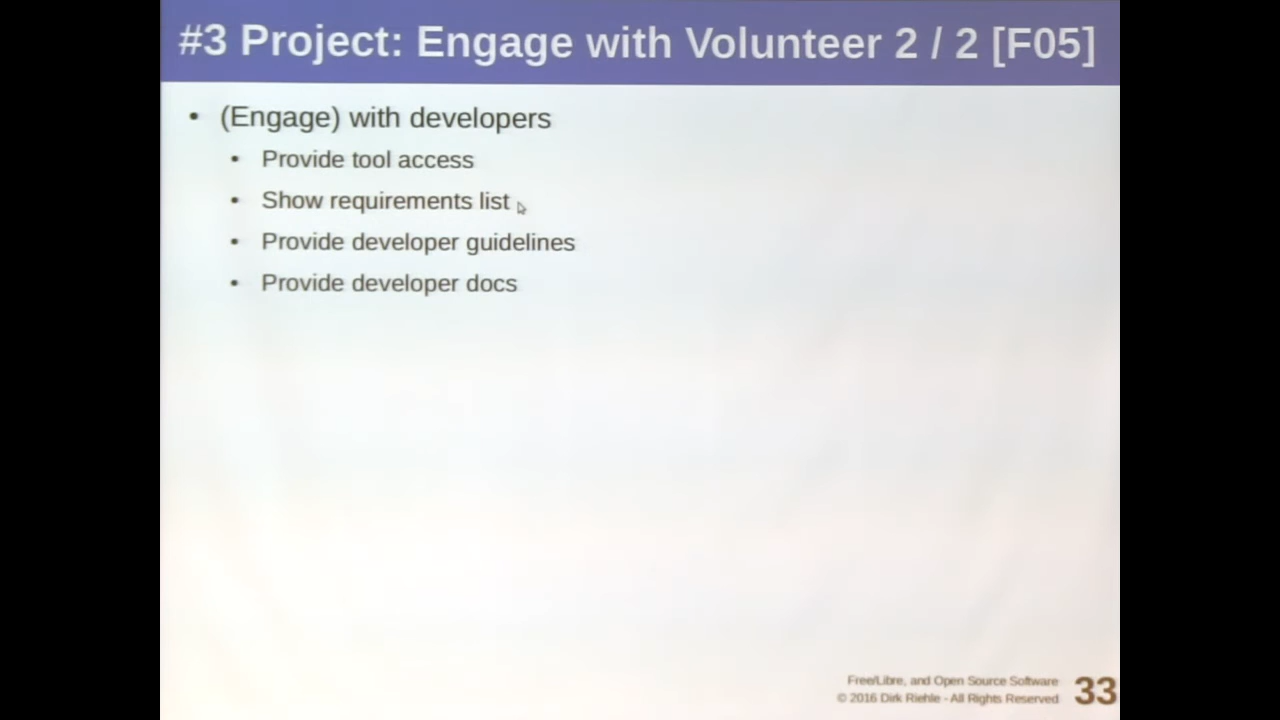 #3 Project: Engage with Volunteer 2 / 2 [F05]
• (Engage) with developers
• Provide tool access
• Show requirements list
• Provide developer guidelines
• Provide developer docs
Free/Libre, and Open Source Software
© 2016 Dirk Riehle - All Rights Reserved
33